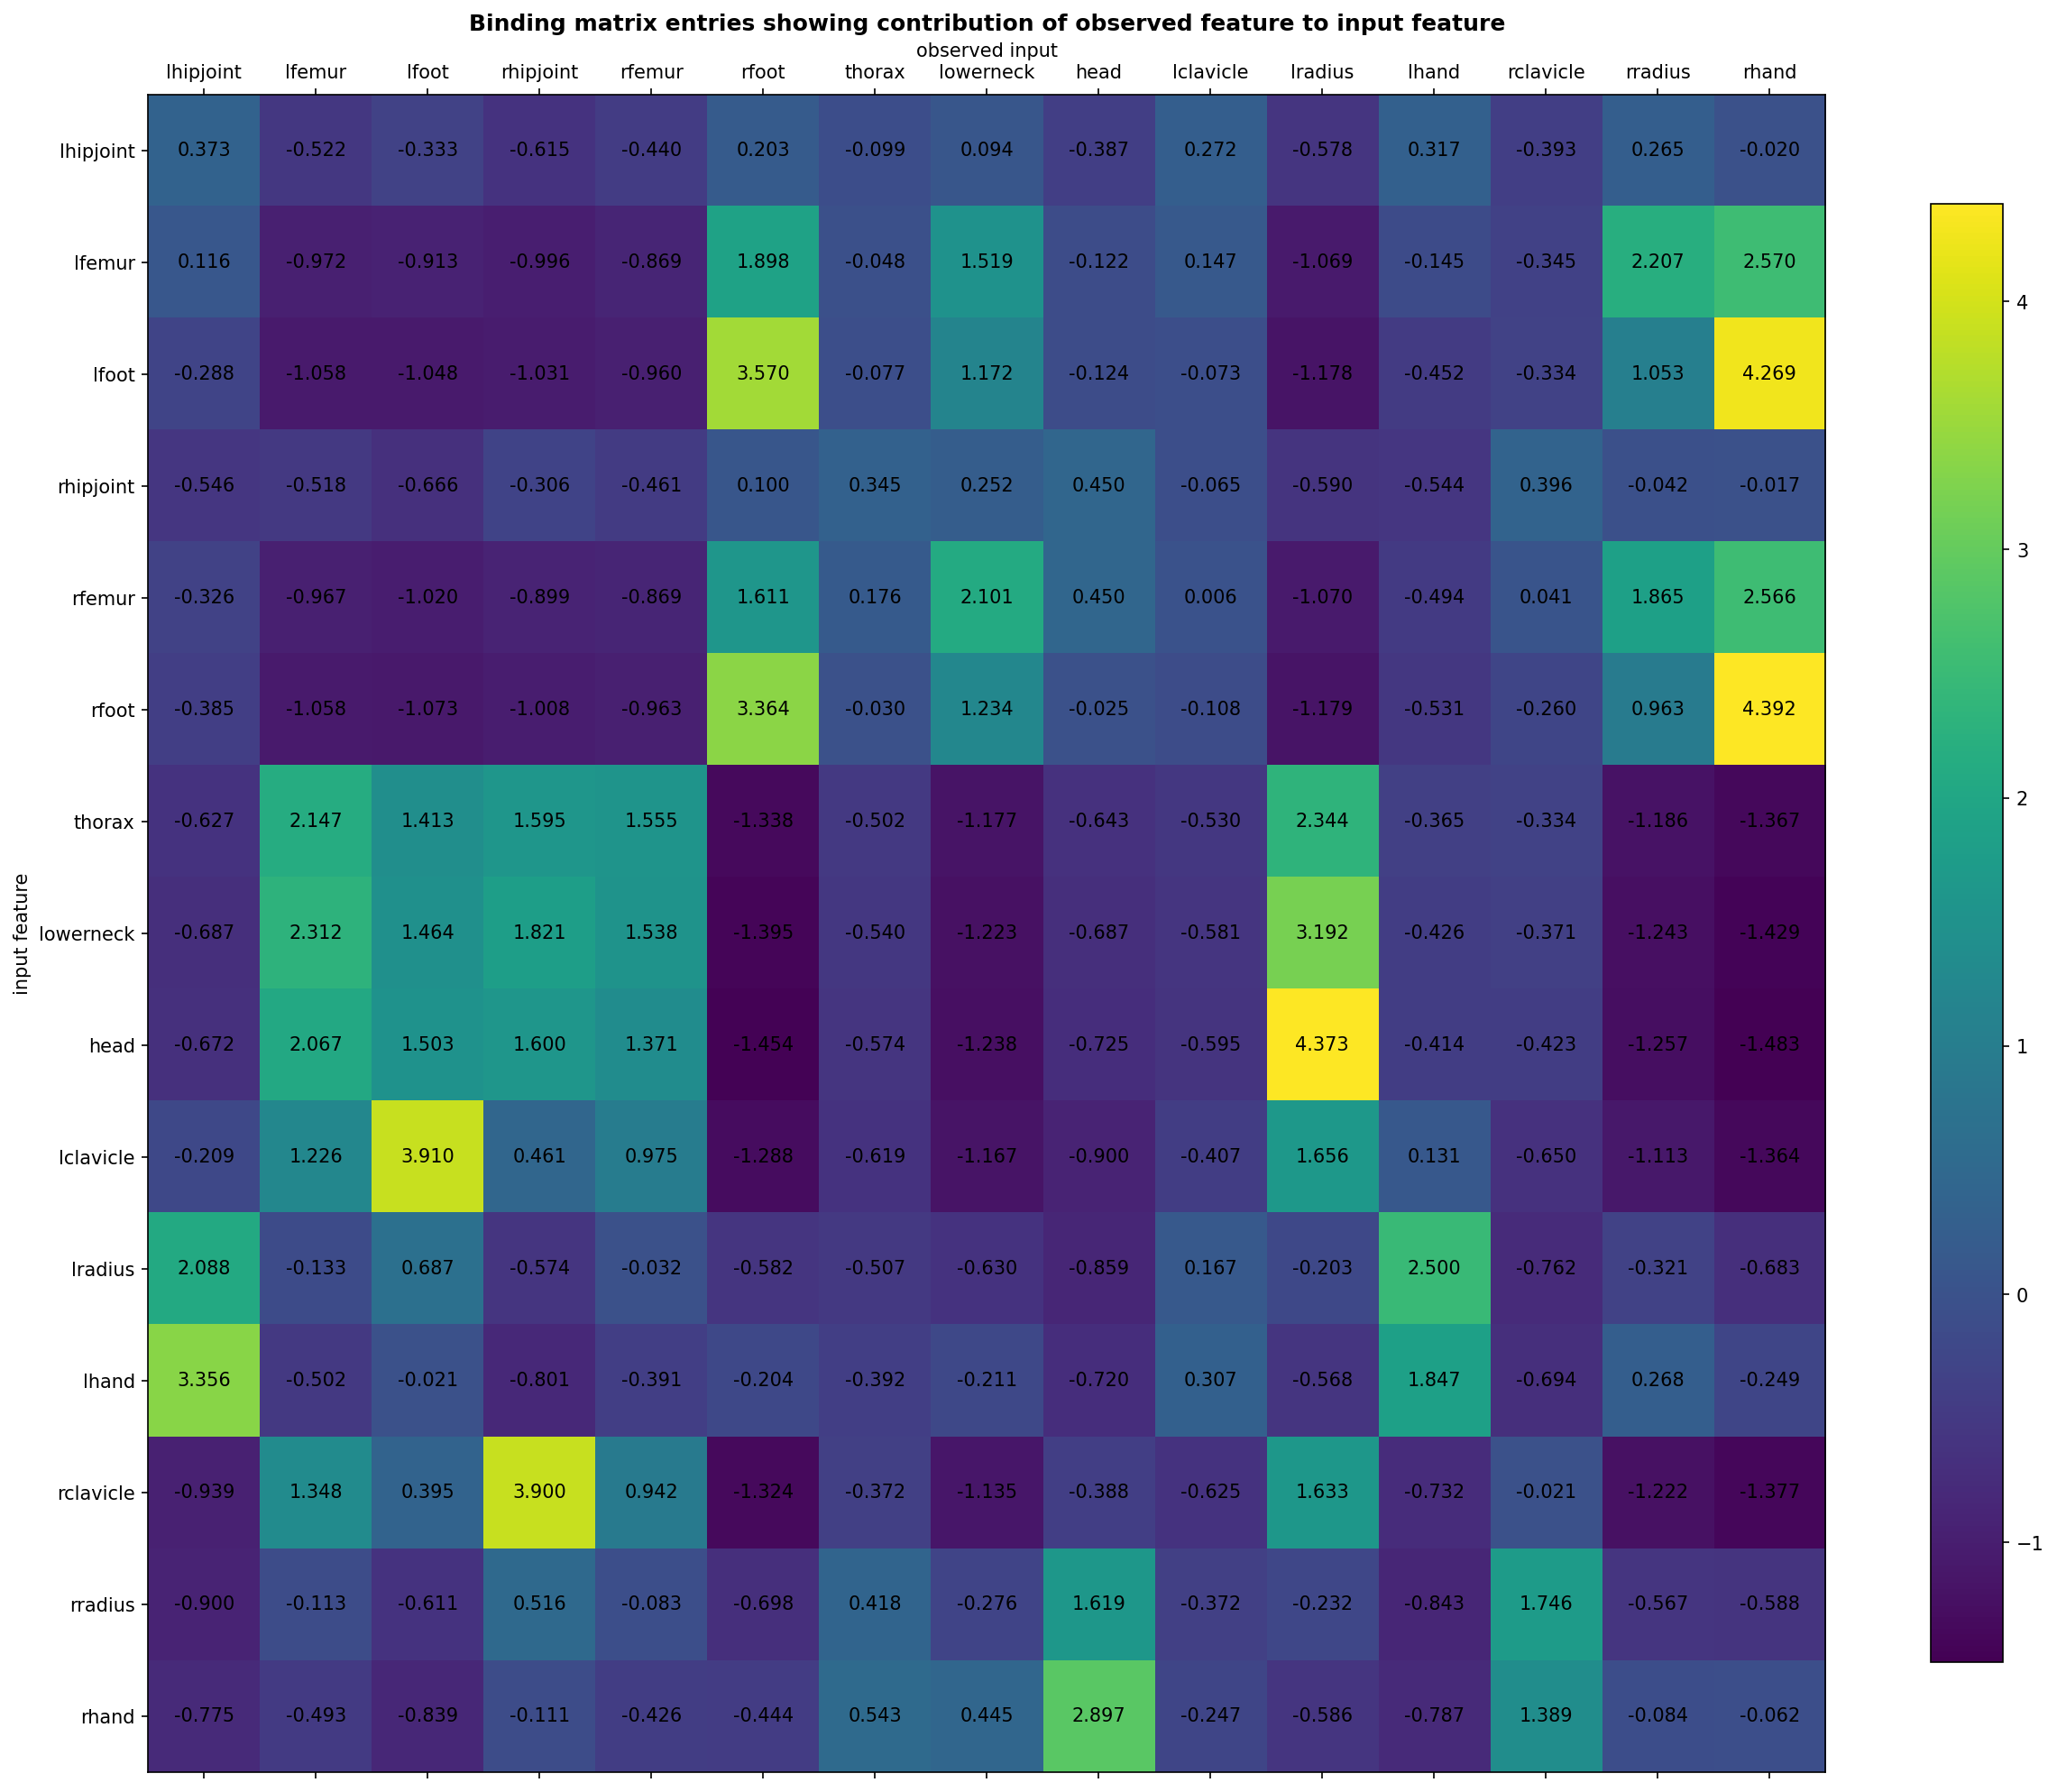 Binding matrix entries showing contribution of observed feature to input feature
observed input
lhipjoint lfemur lfoot rhipjoint rfemur rfoot thorax lowerneck head lclavicle lradius lhand rclavicle rradius rhand
lhipjoint 0.373 -0.522 -0.333 -0.615 -0.440 0.203 -0.099 0.094 -0.387 0.272 -0.578 0.317 -0.393 0.265 -0.020
lfemur 0.116 -0.972 -0.913 -0.996 -0.869 1.898 -0.048 1.519 -0.122 0.147 -1.069 -0.145 -0.345 2.207 2.570
lfoot -0.288 -1.058 -1.048 -1.031 -0.960 3.570 -0.077 1.172 -0.124 -0.073 -1.178 -0.452 -0.334 1.053 4.269
rhipjoint -0.546 -0.518 -0.666 -0.306 -0.461 0.100 0.345 0.252 0.450 -0.065 -0.590 -0.544 0.396 -0.042 -0.017
rfemur -0.326 -0.967 -1.020 -0.899 -0.869 1.611 0.176 2.101 0.450 0.006 -1.070 -0.494 0.041 1.865 2.566
rfoot -0.385 -1.058 -1.073 -1.008 -0.963 3.364 -0.030 1.234 -0.025 -0.108 -1.179 -0.531 -0.260 0.963 4.392
thorax -0.627 2.147 1.413 1.595 1.555 -1.338 -0.502 -1.177 -0.643 -0.530 2.344 -0.365 -0.334 -1.186 -1.367
lowerneck -0.687 2.312 1.464 1.821 1.538 -1.395 -0.540 -1.223 -0.687 -0.581 3.192 -0.426 -0.371 -1.243 -1.429
head -0.672 2.067 1.503 1.600 1.371 -1.454 -0.574 -1.238 -0.725 -0.595 4.373 -0.414 -0.423 -1.257 -1.483
lclavicle -0.209 1.226 3.910 0.461 0.975 -1.288 -0.619 -1.167 -0.900 -0.407 1.656 0.131 -0.650 -1.113 -1.364
lradius 2.088 -0.133 0.687 -0.574 -0.032 -0.582 -0.507 -0.630 -0.859 0.167 -0.203 2.500 -0.762 -0.321 -0.683
lhand 3.356 -0.502 -0.021 -0.801 -0.391 -0.204 -0.392 -0.211 -0.720 0.307 -0.568 1.847 -0.694 0.268 -0.249
rclavicle -0.939 1.348 0.395 3.900 0.942 -1.324 -0.372 -1.135 -0.388 -0.625 1.633 -0.732 -0.021 -1.222 -1.377
rradius -0.900 -0.113 -0.611 0.516 -0.083 -0.698 0.418 -0.276 1.619 -0.372 -0.232 -0.843 1.746 -0.567 -0.588
rhand -0.775 -0.493 -0.839 -0.111 -0.426 -0.444 0.543 0.445 2.897 -0.247 -0.586 -0.787 1.389 -0.084 -0.062
input feature
4
3
2
1
0
−1